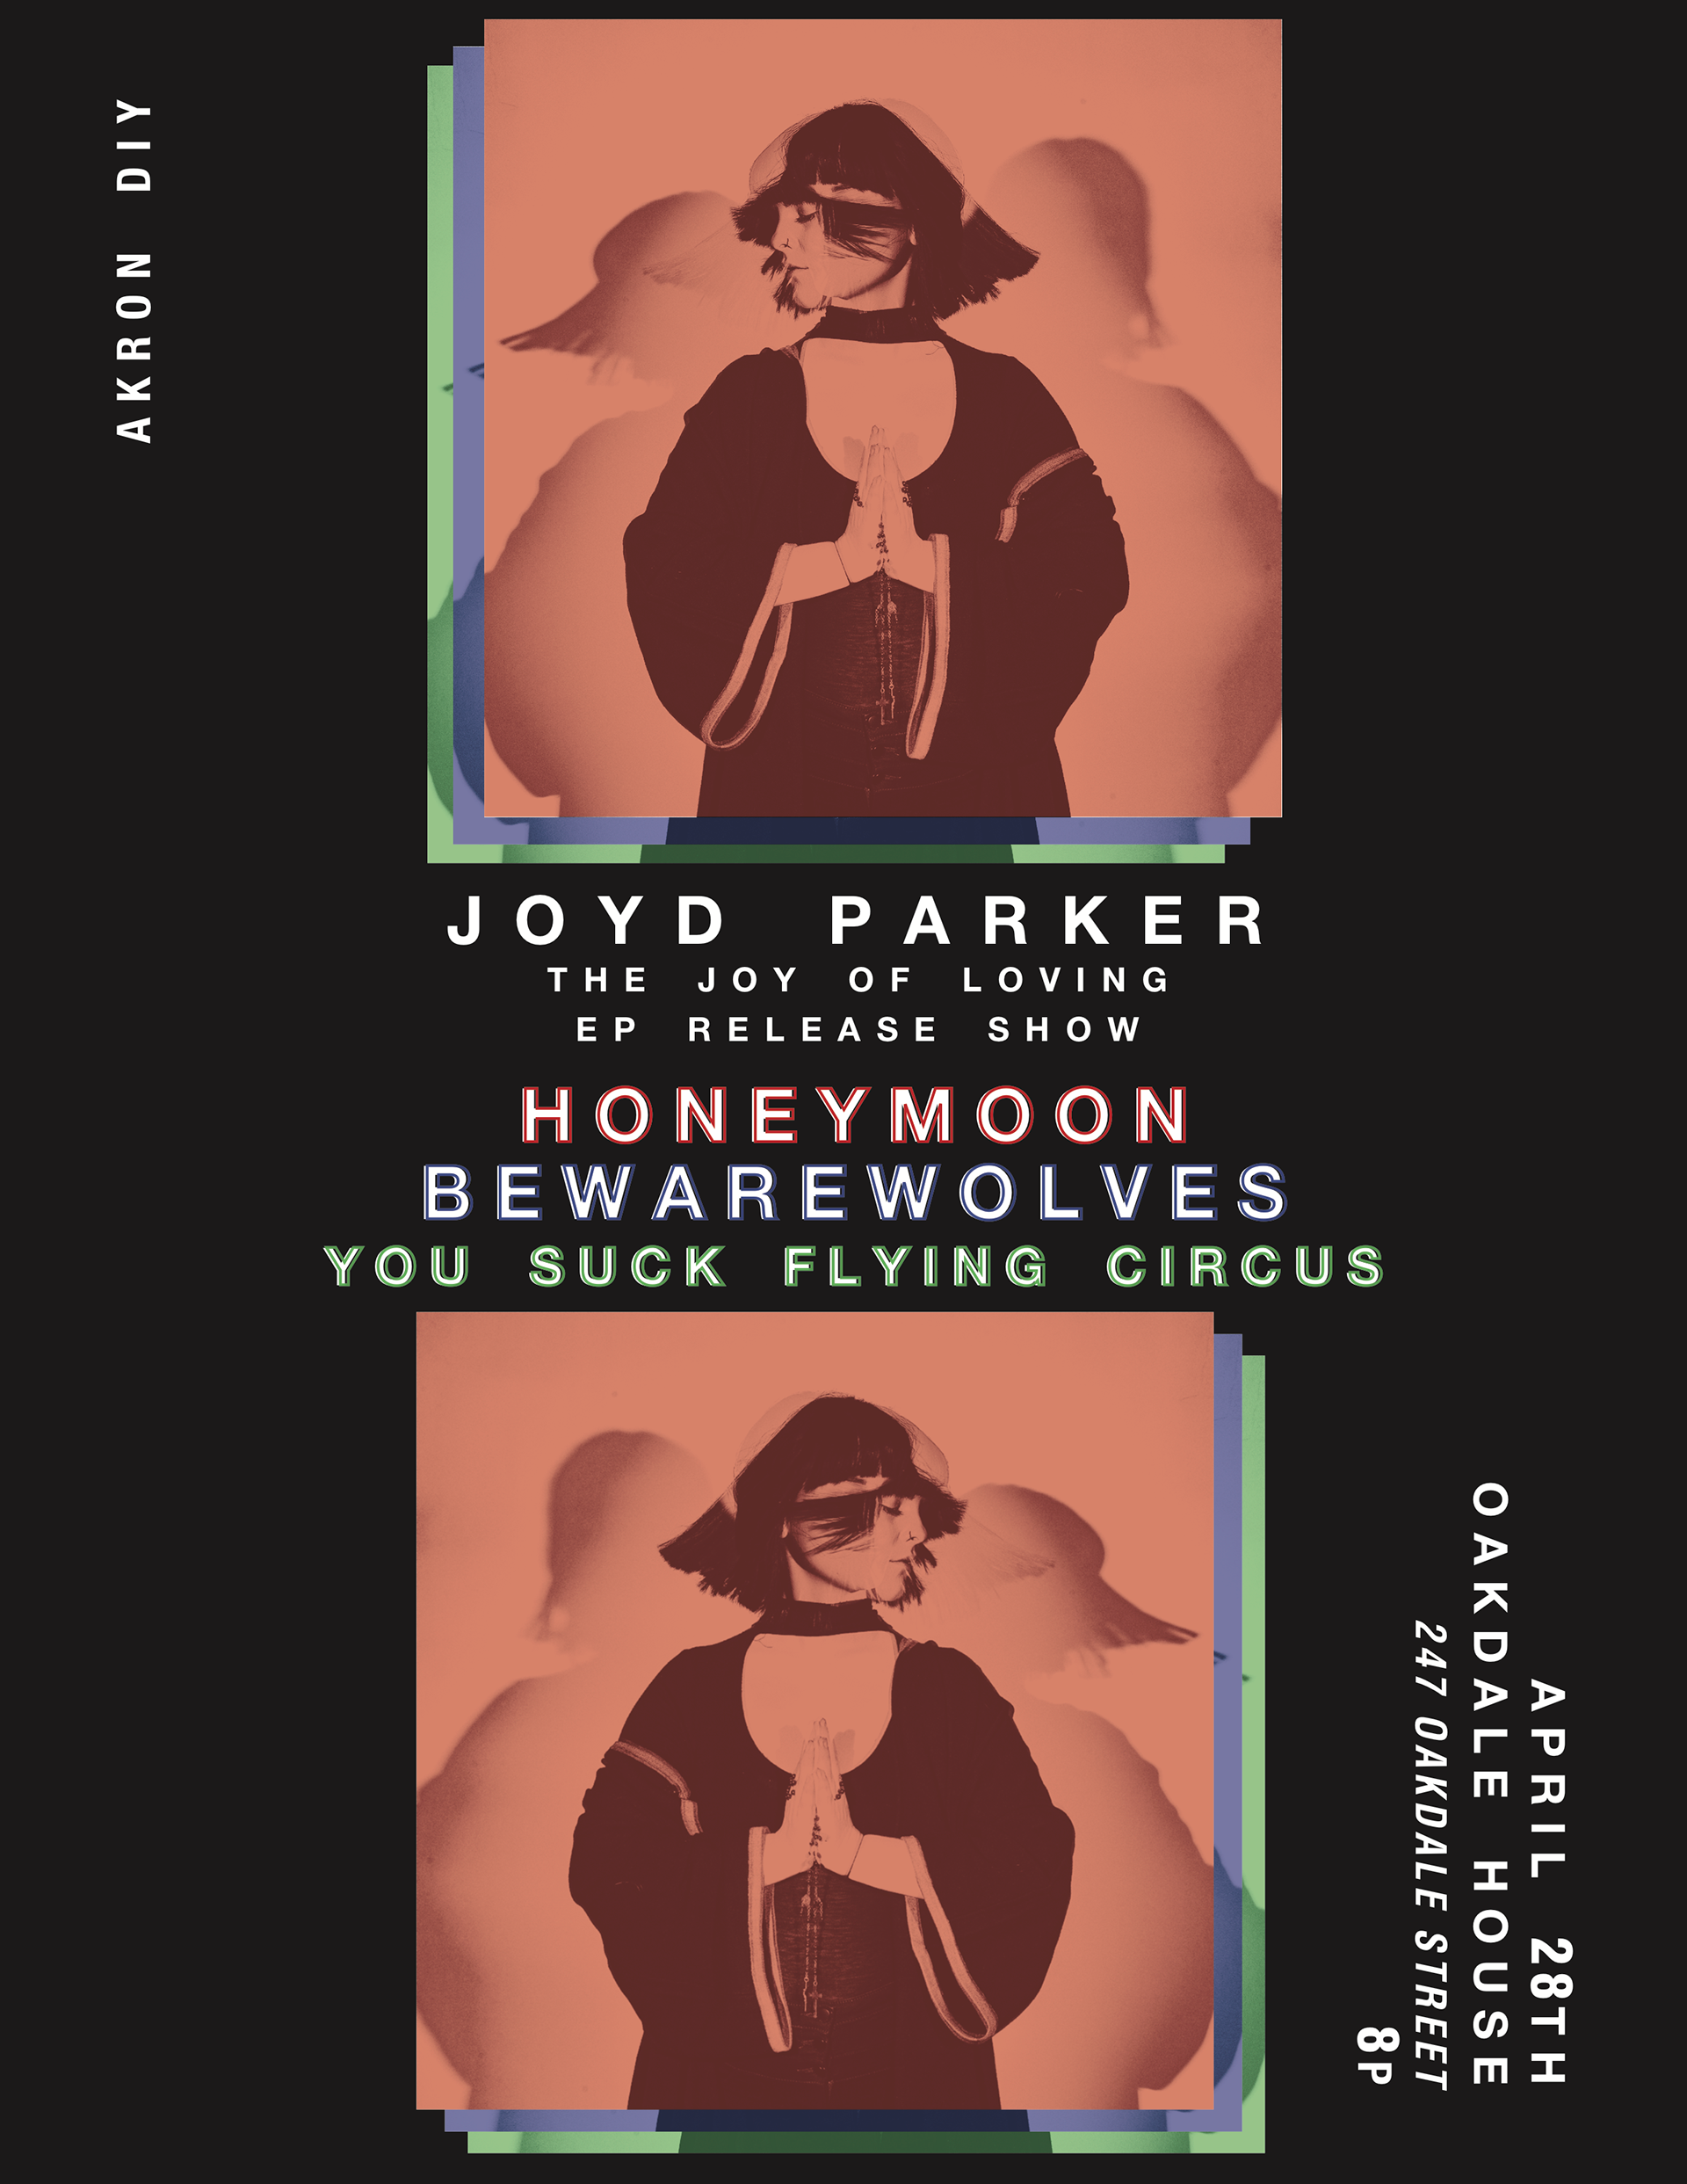 AKRON DIY
JOYD PARKER
THE JOY OF LOVING
EP RELEASE SHOW
HONEYMOON
BEWAREWOLVES
YOU SUCK FLYING CIRCUS
APRIL 28TH
OAKDALE HOUSE
247 OAKDALE STREET
8P